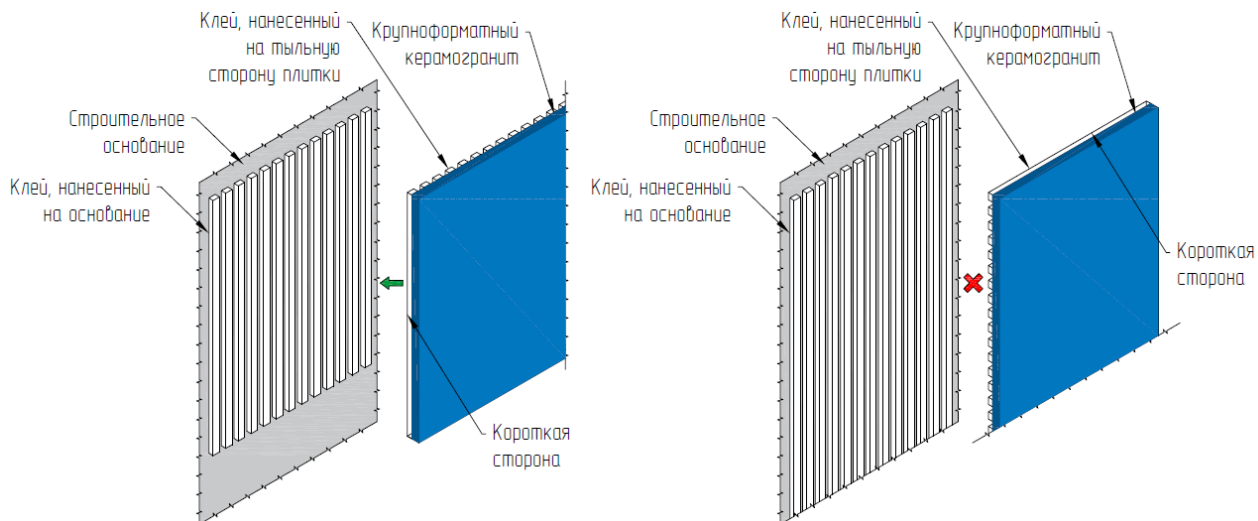 Клей, нанесенный
на тыльную
сторону плитки
Крупноформатный
керамогранит
Строительное
основание
Клей, нанесенный
на основание
Короткая
сторона
Клей, нанесенный
на тыльную
сторону плитки
Крупноформатный
керамогранит
Строительное
основание
Клей, нанесенный
на основание
Короткая
сторона